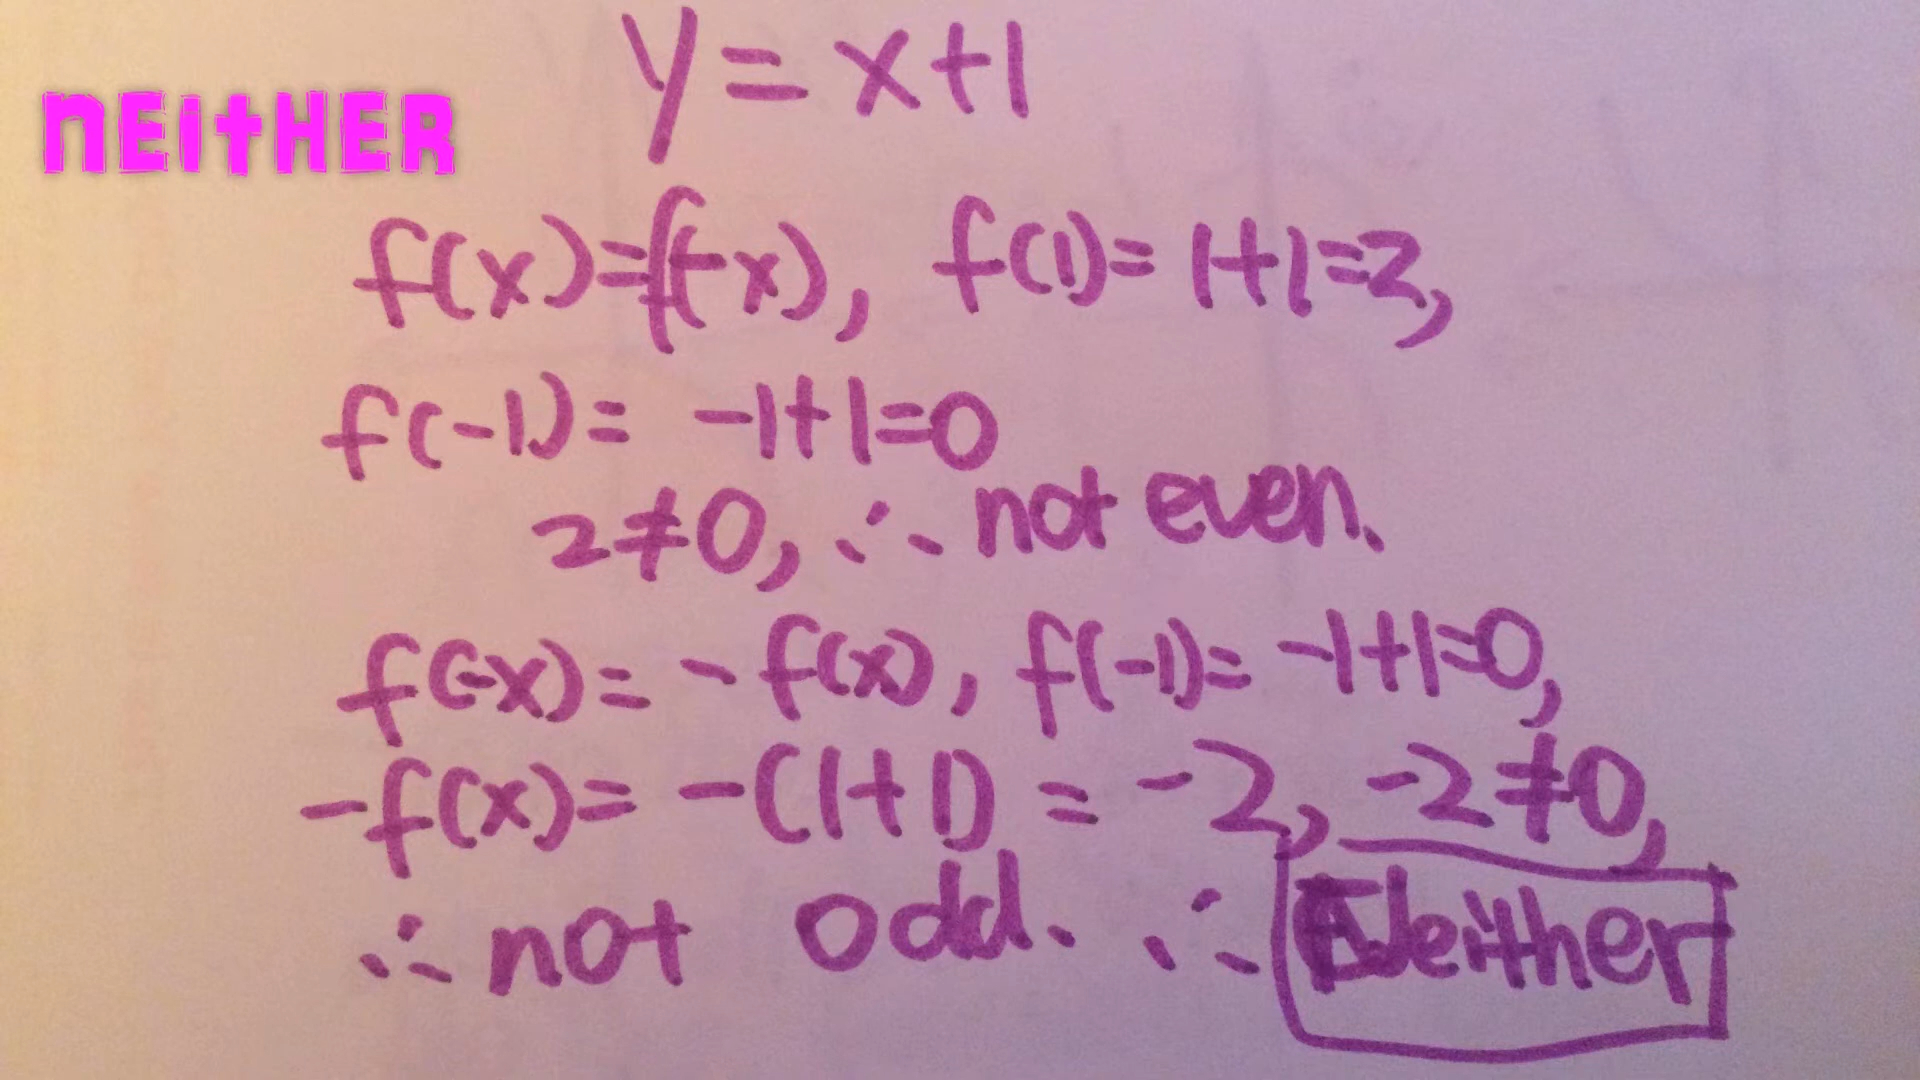 NEitHER
y = x+1
f(x)=f(-x), f(1)= 1+1=2,
f(-1)= -1+1=0
2≠0, ∴ not even.
f(-x)= -f(x), f(-1)= -1+1=0,
-f(x)= -(1+1) = -2, -2≠0,
∴ not odd. ∴ Neither